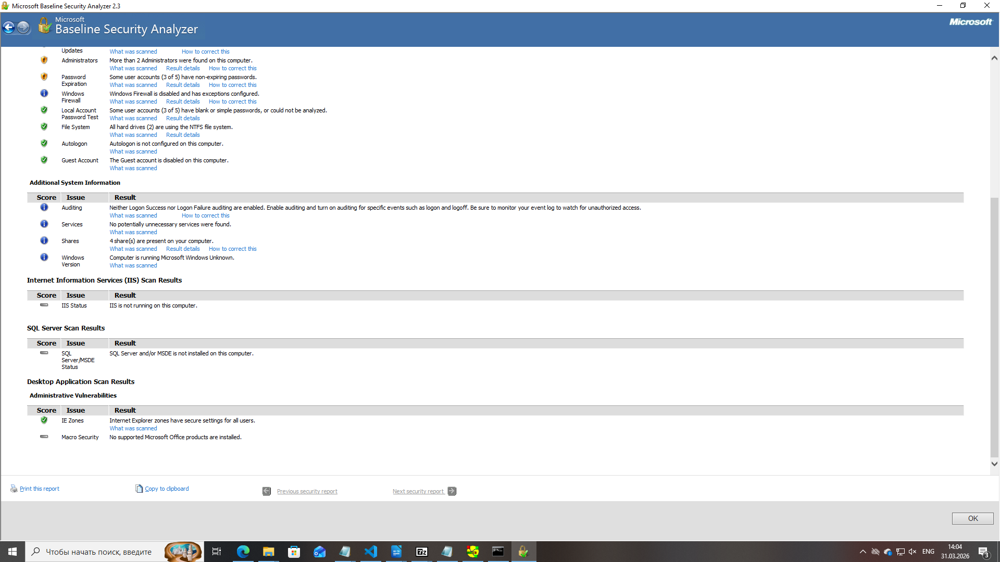 Microsoft Baseline Security Analyzer 2.3
Microsoft
Baseline Security Analyzer
Microsoft
Updates
What was scanned How to correct this
Administrators More than 2 Administrators were found on this computer.
What was scanned Result details How to correct this
Password Expiration Some user accounts (3 of 5) have non-expiring passwords.
What was scanned Result details How to correct this
Windows Firewall Windows Firewall is disabled and has exceptions configured.
What was scanned Result details How to correct this
Local Account Password Test Some user accounts (3 of 5) have blank or simple passwords, or could not be analyzed.
What was scanned Result details
File System All hard drives (2) are using the NTFS file system.
What was scanned Result details
Autologon Autologon is not configured on this computer.
What was scanned
Guest Account The Guest account is disabled on this computer.
What was scanned
Additional System Information
Score Issue Result
Auditing Neither Logon Success nor Logon Failure auditing are enabled. Enable auditing and turn on auditing for specific events such as logon and logoff. Be sure to monitor your event log to watch for unauthorized access.
What was scanned How to correct this
Services No potentially unnecessary services were found.
What was scanned
Shares 4 share(s) are present on your computer.
What was scanned Result details How to correct this
Windows Version Computer is running Microsoft Windows Unknown.
What was scanned
Internet Information Services (IIS) Scan Results
Score Issue Result
IIS Status IIS is not running on this computer.
SQL Server Scan Results
Score Issue Result
SQL Server/MSDE Status SQL Server and/or MSDE is not installed on this computer.
Desktop Application Scan Results
Administrative Vulnerabilities
Score Issue Result
IE Zones Internet Explorer zones have secure settings for all users.
What was scanned
Macro Security No supported Microsoft Office products are installed.
Print this report Copy to clipboard Previous security report Next security report
OK
Чтобы начать поиск, введите
7z
ENG
14:04
31.03.2026
3